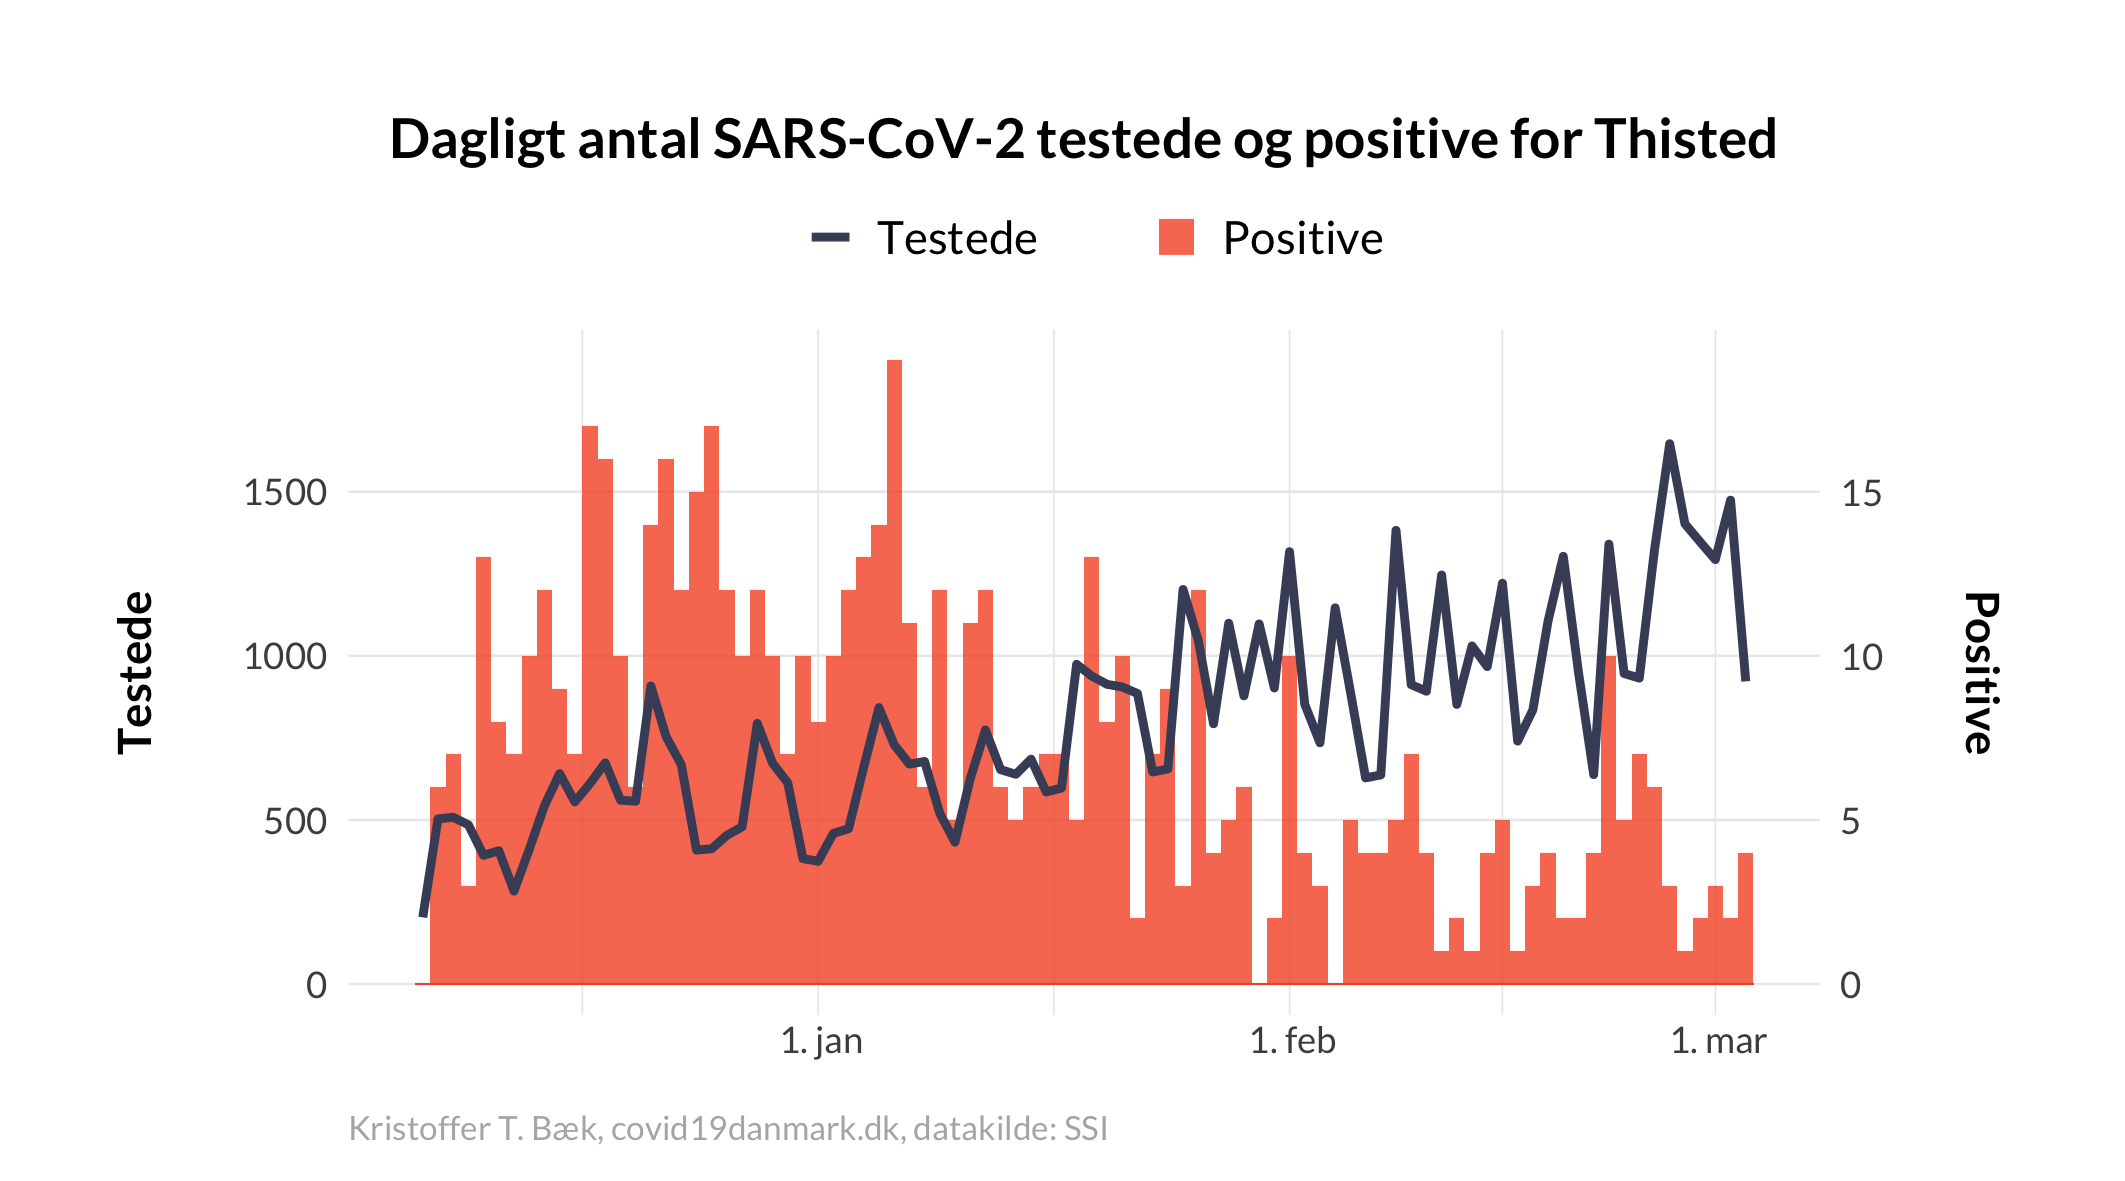 Dagligt antal SARS-CoV-2 testede og positive for Thisted
Testede
Positive
Testede
1500
1000
500
0
15
10
5
0
Positive
1. jan
1. feb
1. mar
Kristoffer T. Bæk, covid19danmark.dk, datakilde: SSI